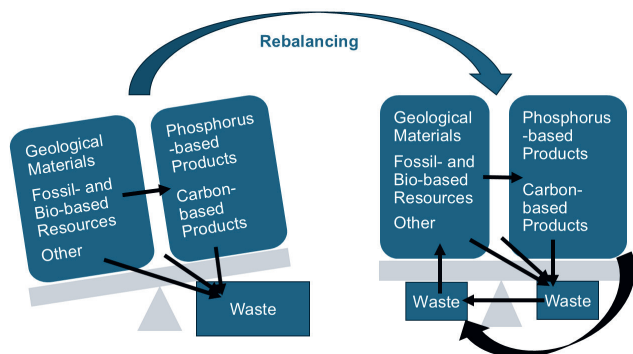 Rebalancing
Geological
Materials
Fossil- and
Bio-based
Resources
Other
Phosphorus
-based
Products
Carbon-
based
Products
Waste
Geological
Materials
Fossil- and
Bio-based
Resources
Other
Phosphorus
-based
Products
Carbon-
based
Products
Waste
Waste